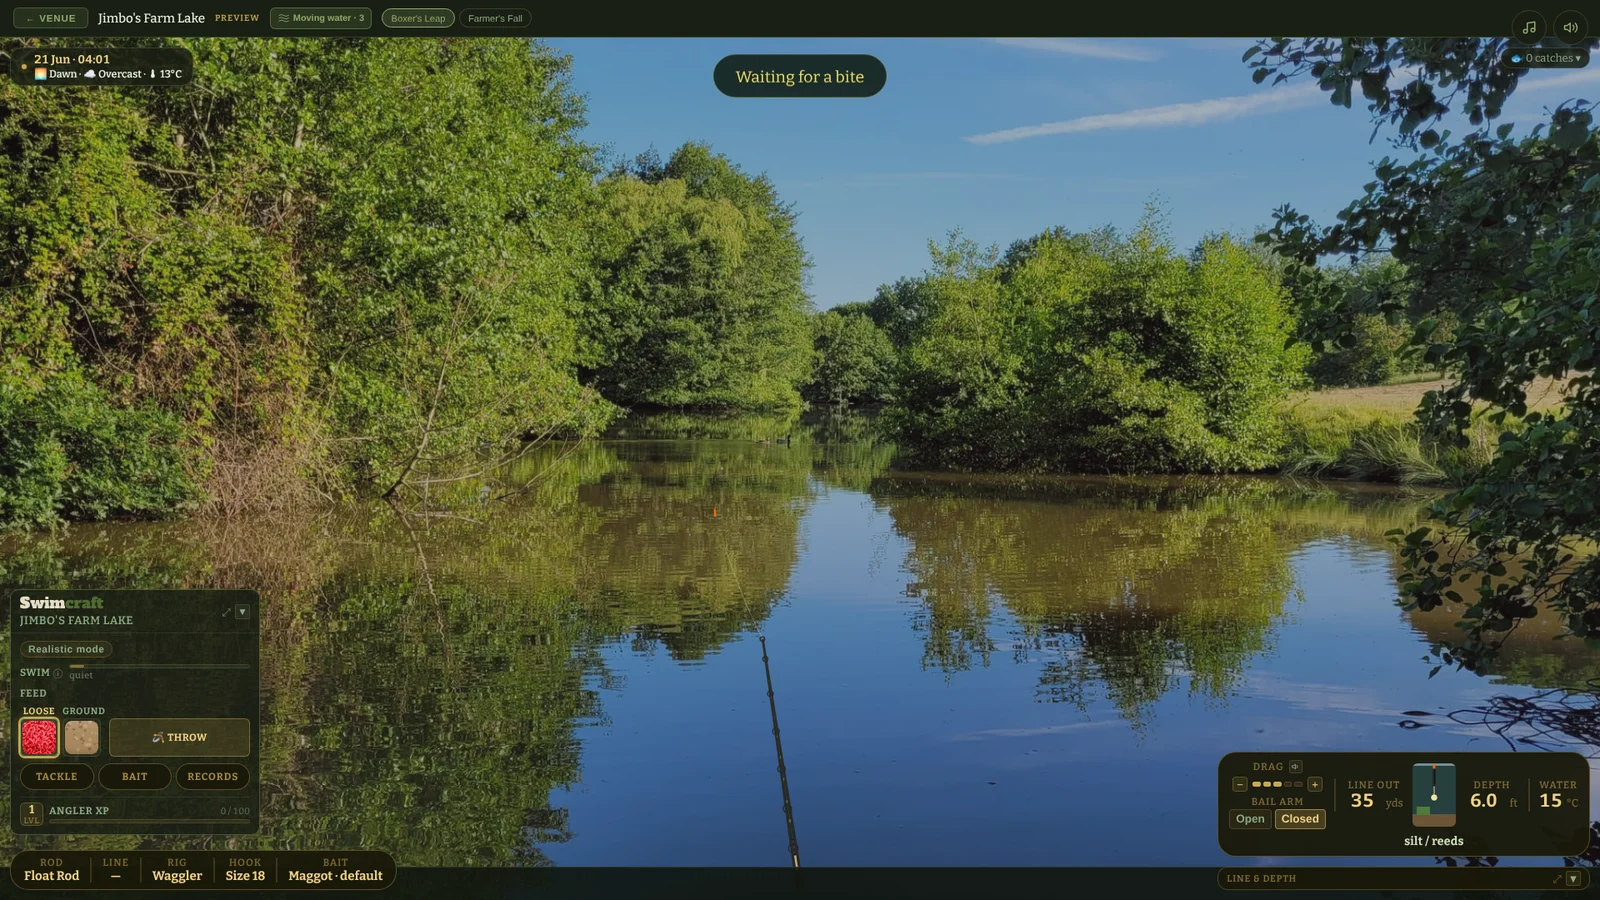 ← VENUE
Jimbo's Farm Lake
PREVIEW
Moving water · 3
Boxer's Leap
Farmer's Fall
21 Jun · 04:01
Dawn · Overcast · 13°C
Waiting for a bite
0 catches ▾
Swimcraft
JIMBO'S FARM LAKE
Realistic mode
SWIM
quiet
FEED
LOOSE
GROUND
THROW
TACKLE
BAIT
RECORDS
1
LVL
ANGLER XP
0 / 100
ROD
Float Rod
LINE
—
RIG
Waggler
HOOK
Size 18
BAIT
Maggot · default
DRAG
− +
BAIL ARM
Open
Closed
LINE OUT
35 yds
DEPTH
6.0 ft
WATER
15 °C
silt / reeds
LINE & DEPTH